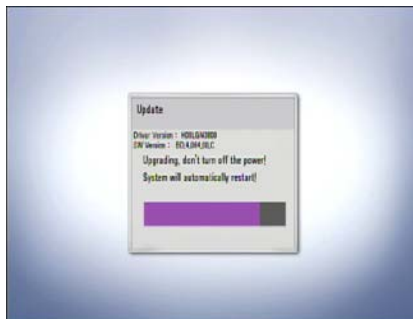 Update
Driver Version :
SW Version :
Upgrading, don't turn off the power!
System will automatically restart!